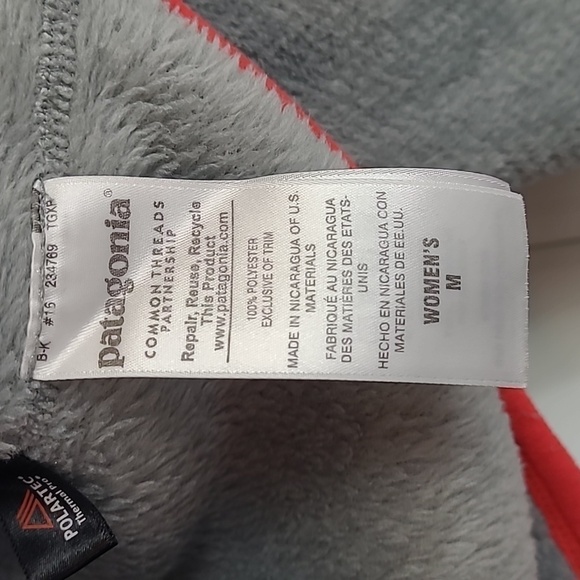 B-K #16 234769 TGXP
patagonia®
COMMON THREADS
PARTNERSHIP
Repair, Reuse, Recycle
This Product
www.patagonia.com
100% POLYESTER
EXCLUSIVE OF TRIM
MADE IN NICARAGUA OF U.S.
MATERIALS
FABRIQUÉ AU NICARAGUA
DES MATIÈRES DES ETATS-
UNIS
HECHO EN NICARAGUA CON
MATERIALES DE EE.UU.
WOMEN'S
M
POLARTEC®
Thermal Pro®